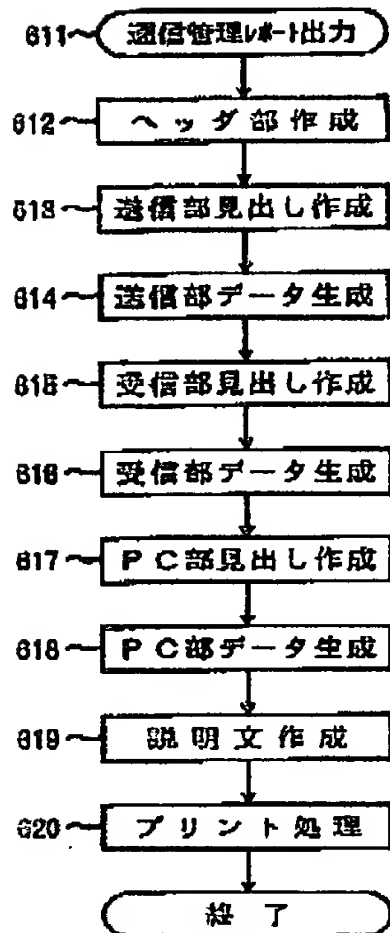 611 通信管理レポート出力
612 ヘッダ部作成
613 送信部見出し作成
614 送信部データ生成
615 受信部見出し作成
616 受信部データ生成
617 PC部見出し作成
618 PC部データ生成
619 説明文作成
620 プリント処理
終了